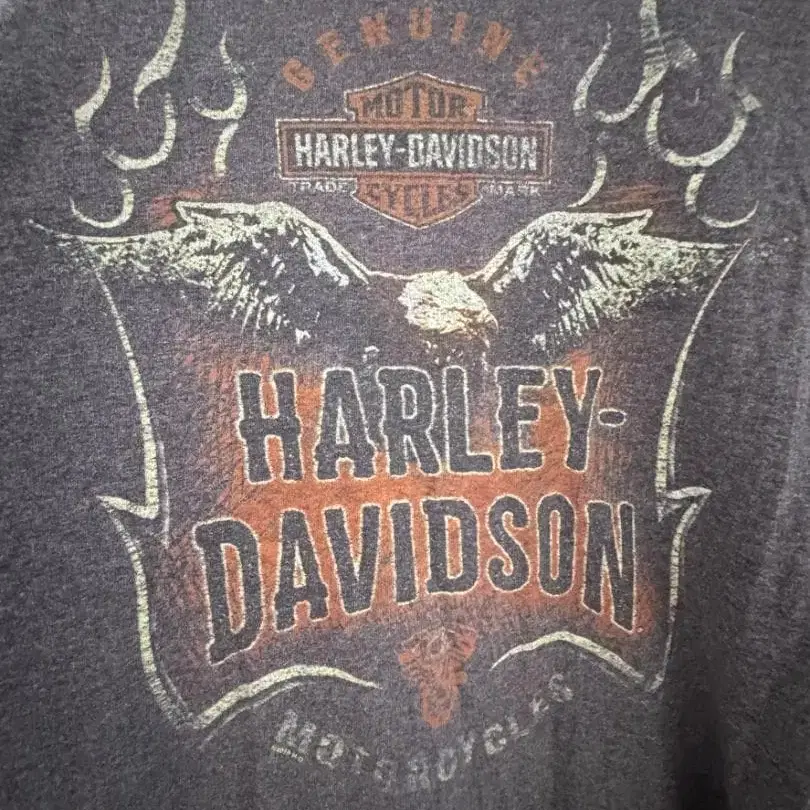 GENUINE
MOTOR
HARLEY-DAVIDSON
TRADE MARK
CYCLES
HARLEY-
DAVIDSON
MOTORCYCLES